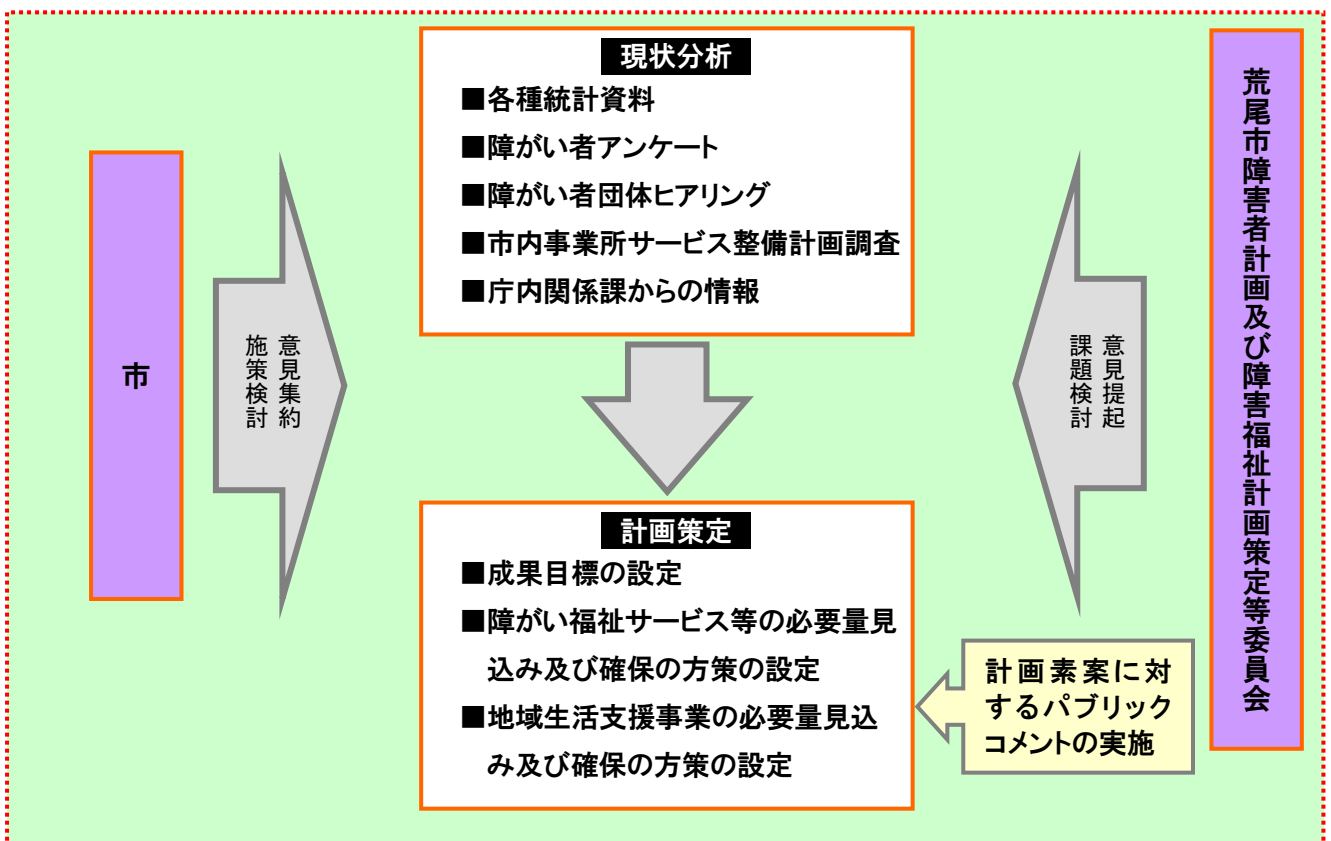 現状分析
■各種統計資料
■障がい者アンケート
■障がい者団体ヒアリング
■市内事業所サービス整備計画調査
■庁内関係課からの情報
市
意見集約
施策検討
意見提起
課題検討
荒尾市障害者計画及び障害福祉計画策定等委員会
計画策定
■成果目標の設定
■障がい福祉サービス等の必要量見
込み及び確保の方策の設定
■地域生活支援事業の必要量見込
み及び確保の方策の設定
計画素案に対
するパブリック
コメントの実施